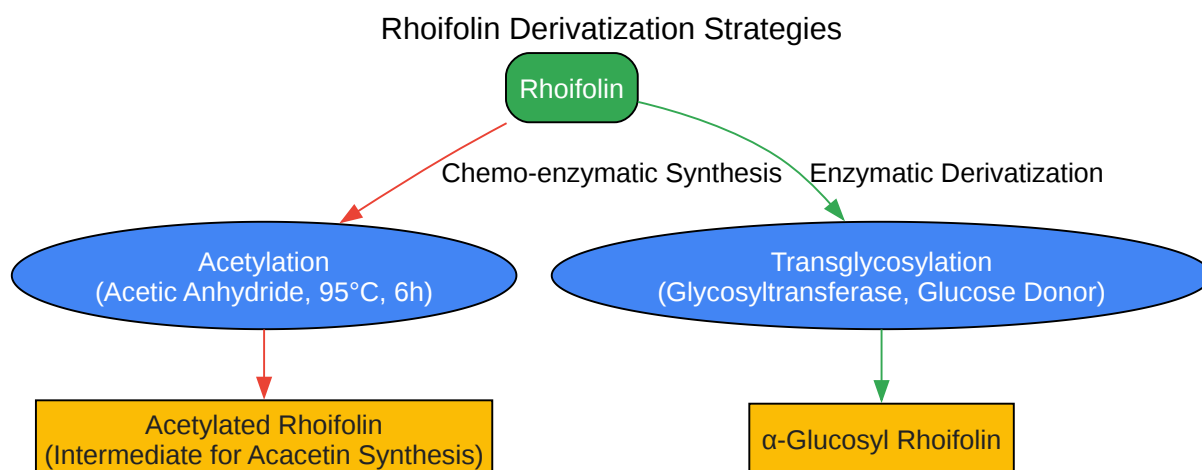 Rhoifolin Derivatization Strategies
Rhoifolin
Chemo-enzymatic Synthesis
Enzymatic Derivatization
Acetylation
(Acetic Anhydride, 95°C, 6h)
Transglycosylation
(Glycosyltransferase, Glucose Donor)
Acetylated Rhoifolin
(Intermediate for Acacetin Synthesis)
α-Glucosyl Rhoifolin